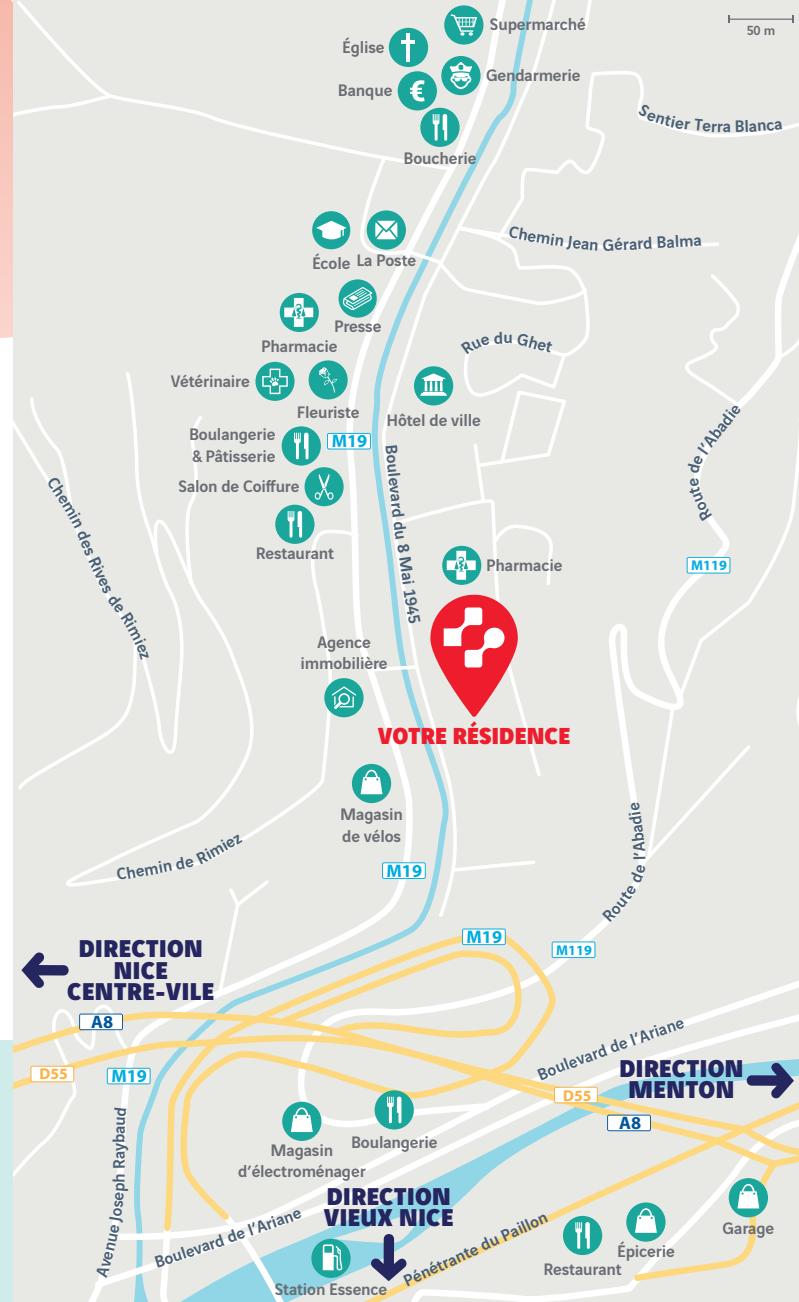 Supermarché
50 m
Église
Gendarmerie
Banque
€
Sentier Terra Blanca
Boucherie
Chemin Jean Gérard Balma
École
La Poste
Presse
Pharmacie
Rue du Ghet
Vétérinaire
Fleuriste
Hôtel de ville
Route de l'Abadie
Boulangerie
& Pâtisserie
M19
Boulevard du 8 Mai 1945
Salon de Coiffure
Chemin des Rives de Rimiez
Restaurant
Pharmacie
M119
Agence
immobilière
VOTRE RÉSIDENCE
Magasin
de vélos
Chemin de Rimiez
M19
Route de l'Abadie
M19
M119
DIRECTION
NICE
CENTRE-VILE
A8
D55
M19
Boulevard de l'Ariane
DIRECTION
MENTON
D55
A8
Avenue Joseph Raybaud
Magasin
d'électroménager
Boulangerie
DIRECTION
VIEUX NICE
Boulevard de l'Ariane
Pénétrante du Paillon
Garage
Épicerie
Restaurant
Station Essence